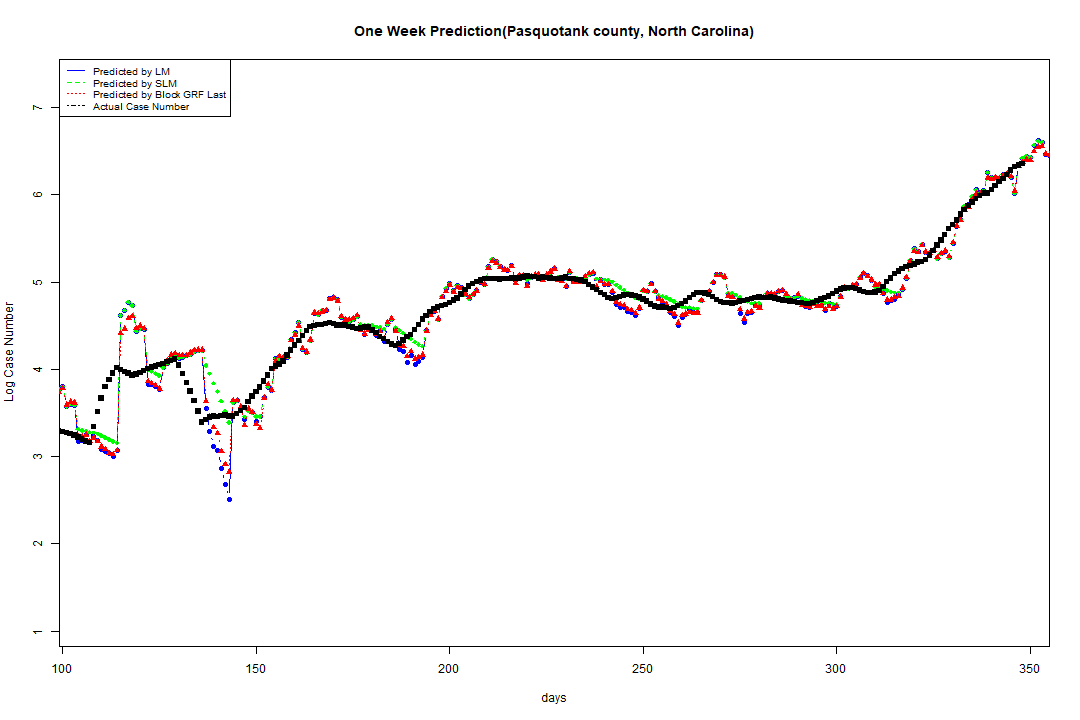 One Week Prediction(Pasquotank county, North Carolina)
Predicted by LM
Predicted by SLM
Predicted by Block GRF Last
Actual Case Number
7
6
5
4
3
2
1
Log Case Number
100 150 200 250 300 350
days